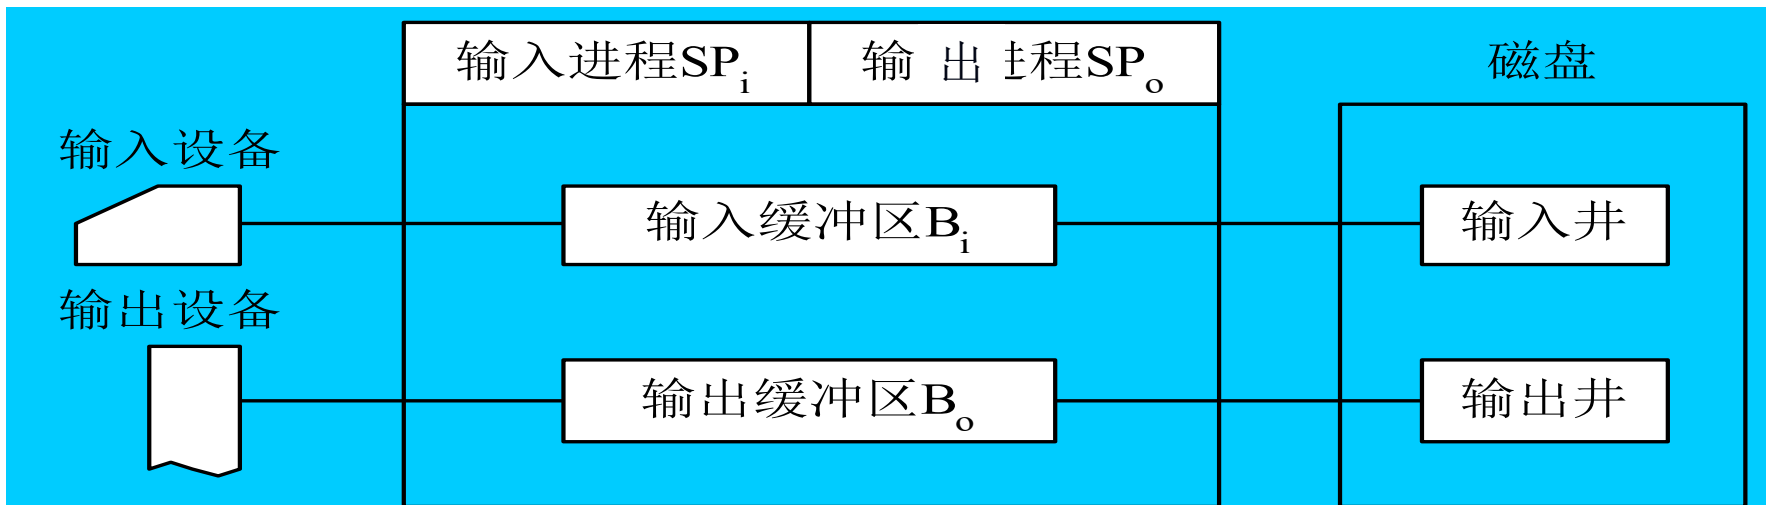 输入进程SPi
输 出 进程SPo
磁盘
输入设备
输入缓冲区Bi
输入井
输出设备
输出缓冲区Bo
输出井